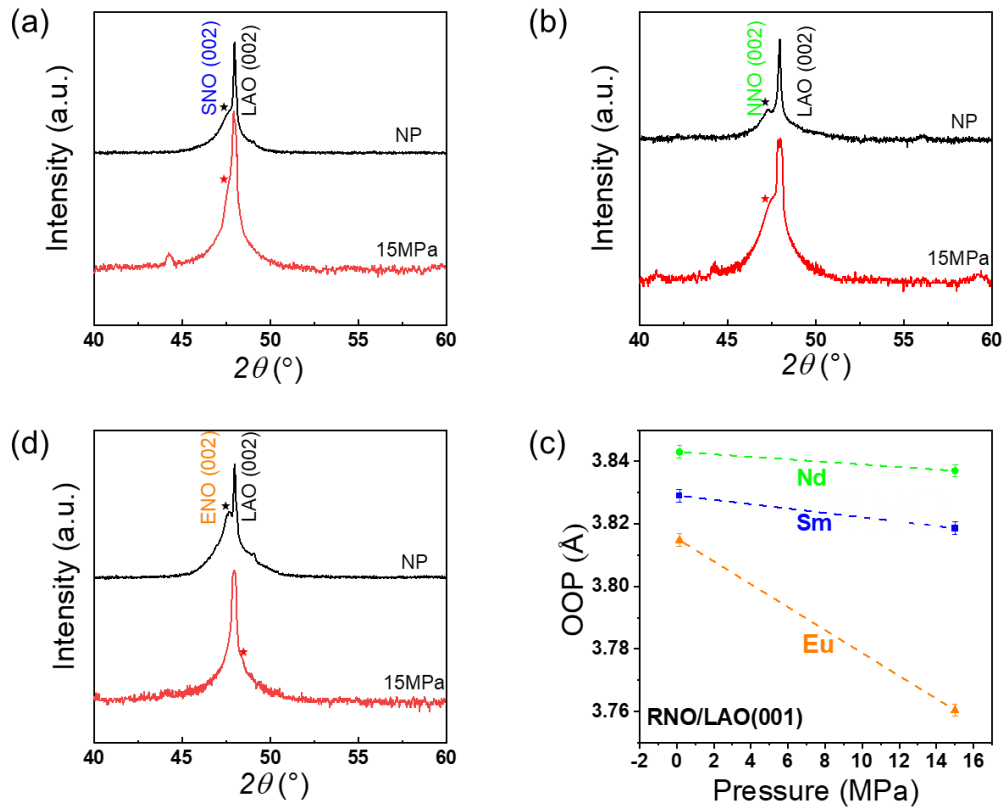 (a)
Intensity (a.u.)
SNO (002)
LAO (002)
NP
15MPa
40 45 50 55 60
2θ (°)
(b)
Intensity (a.u.)
NNO (002)
LAO (002)
NP
15MPa
40 45 50 55 60
2θ (°)
(d)
Intensity (a.u.)
ENO (002)
LAO (002)
NP
15MPa
40 45 50 55 60
2θ (°)
(c)
OOP (Å)
3.84
3.82
3.80
3.78
3.76
Nd
Sm
Eu
RNO/LAO(001)
-2 0 2 4 6 8 10 12 14 16
Pressure (MPa)